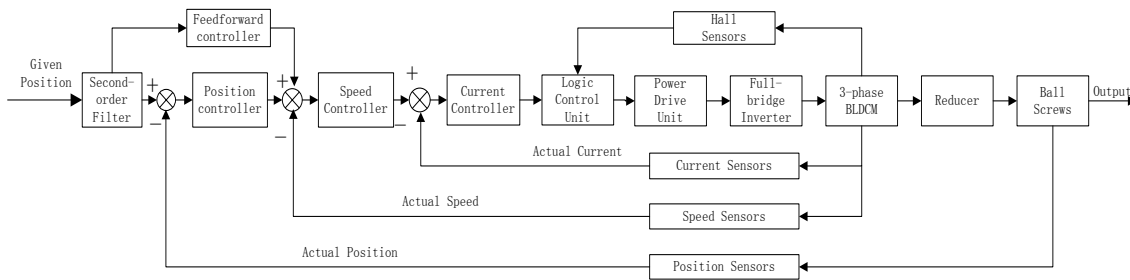 Feedforward
controller
Hall
Sensors
Given
Position
Second-
order
Filter
+
−
Position
controller
+
−
Speed
Controller
+
−
Current
Controller
Logic
Control
Unit
Power
Drive
Unit
Full-
bridge
Inverter
3-phase
BLDCM
Reducer
Ball
Screws
Output
Actual Current
Current Sensors
Actual Speed
Speed Sensors
Actual Position
Position Sensors